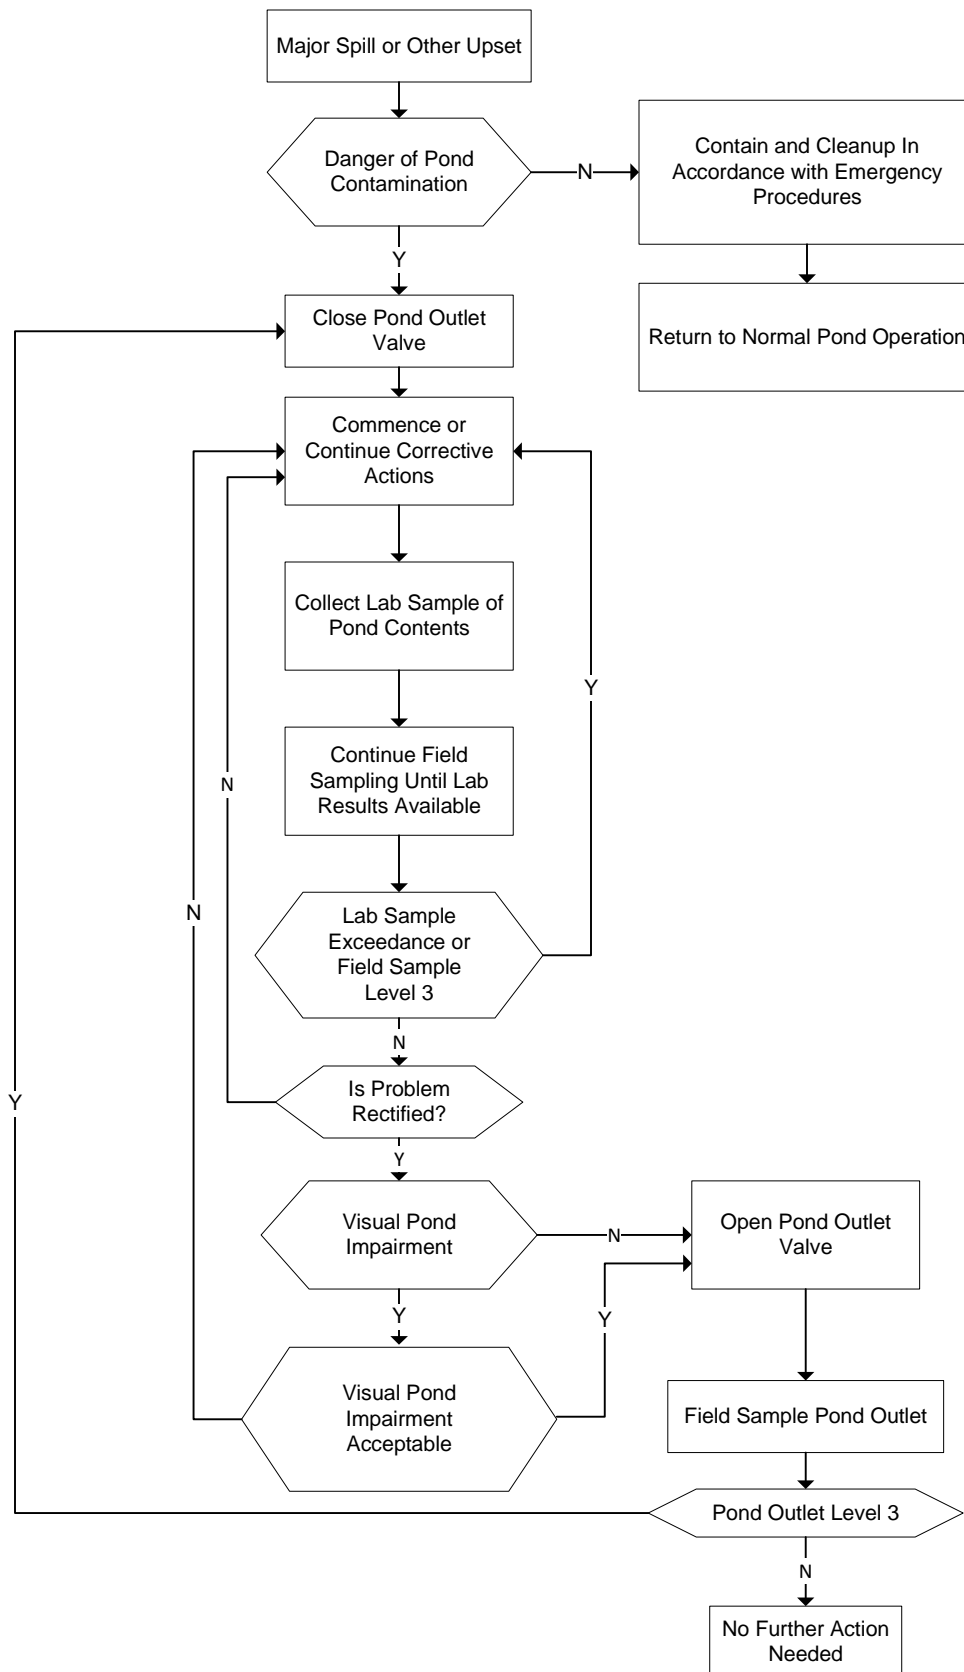 Major Spill or Other Upset
Danger of Pond
Contamination
N
Contain and Cleanup In
Accordance with Emergency
Procedures
Y
Return to Normal Pond Operation
Close Pond Outlet
Valve
Commence or
Continue Corrective
Actions
Collect Lab Sample of
Pond Contents
Y
Continue Field
Sampling Until Lab
Results Available
N
N
Lab Sample
Exceedance or
Field Sample
Level 3
N
Is Problem
Rectified?
Y
Y
Visual Pond
Impairment
N
Open Pond Outlet
Valve
Y
Y
Visual Pond
Impairment
Acceptable
Field Sample Pond Outlet
Pond Outlet Level 3
N
No Further Action
Needed